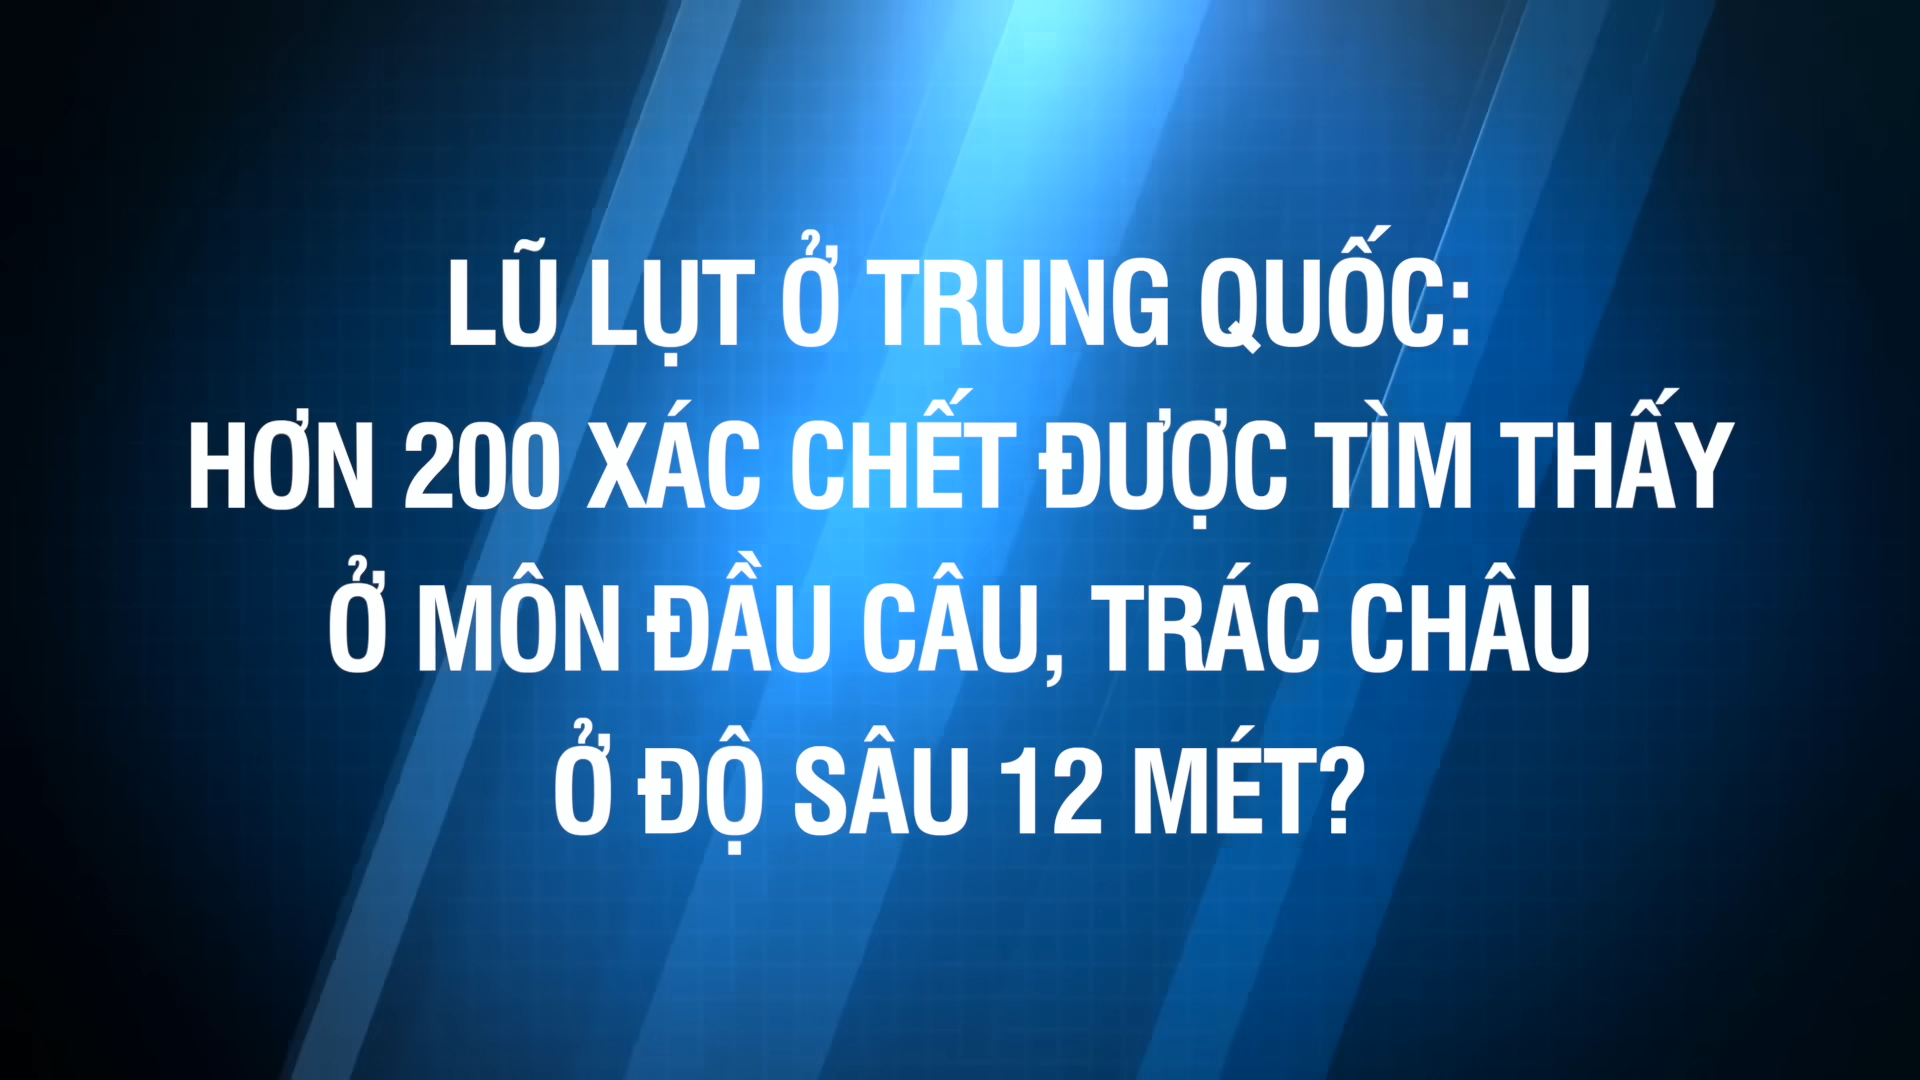 LŨ LỤT Ở TRUNG QUỐC:
HƠN 200 XÁC CHẾT ĐƯỢC TÌM THẤY
Ở MÔN ĐẦU CÂU, TRÁC CHÂU
Ở ĐỘ SÂU 12 MÉT?